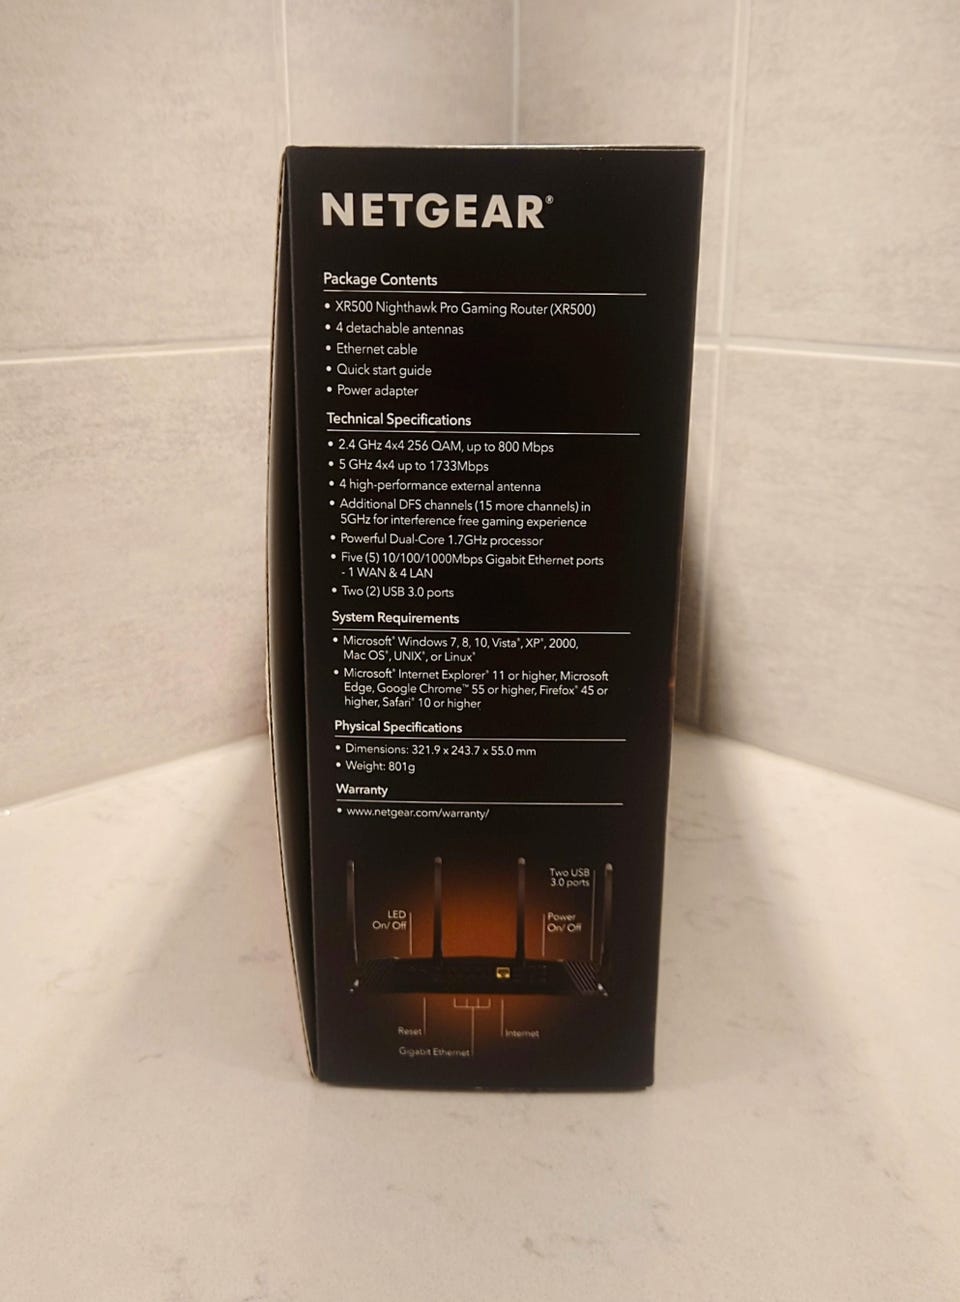 NETGEAR®
Package Contents
• XR500 Nighthawk Pro Gaming Router (XR500)
• 4 detachable antennas
• Ethernet cable
• Quick start guide
• Power adapter
Technical Specifications
• 2.4 GHz 4x4 256 QAM, up to 800 Mbps
• 5 GHz 4x4 up to 1733Mbps
• 4 high-performance external antenna
• Additional DFS channels (15 more channels) in
5GHz for interference free gaming experience
• Powerful Dual-Core 1.7GHz processor
• Five (5) 10/100/1000Mbps Gigabit Ethernet ports
- 1 WAN & 4 LAN
• Two (2) USB 3.0 ports
System Requirements
• Microsoft® Windows 7, 8, 10, Vista®, XP®, 2000,
Mac OS®, UNIX®, or Linux®
• Microsoft® Internet Explorer® 11 or higher, Microsoft
Edge, Google Chrome™ 55 or higher, Firefox® 45 or
higher, Safari® 10 or higher
Physical Specifications
• Dimensions: 321.9 x 243.7 x 55.0 mm
• Weight: 801g
Warranty
• www.netgear.com/warranty/
Two USB
3.0 ports
LED
On/ Off
Power
On/ Off
Reset
Internet
Gigabit Ethernet